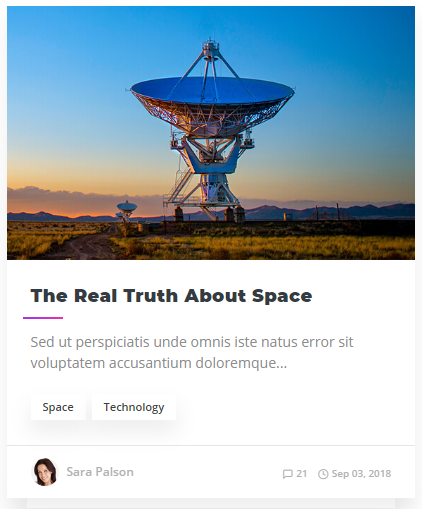 The Real Truth About Space
Sed ut perspiciatis unde omnis iste natus error sit
voluptatem accusantium doloremque...
Space Technology
Sara Palson 21 Sep 03, 2018